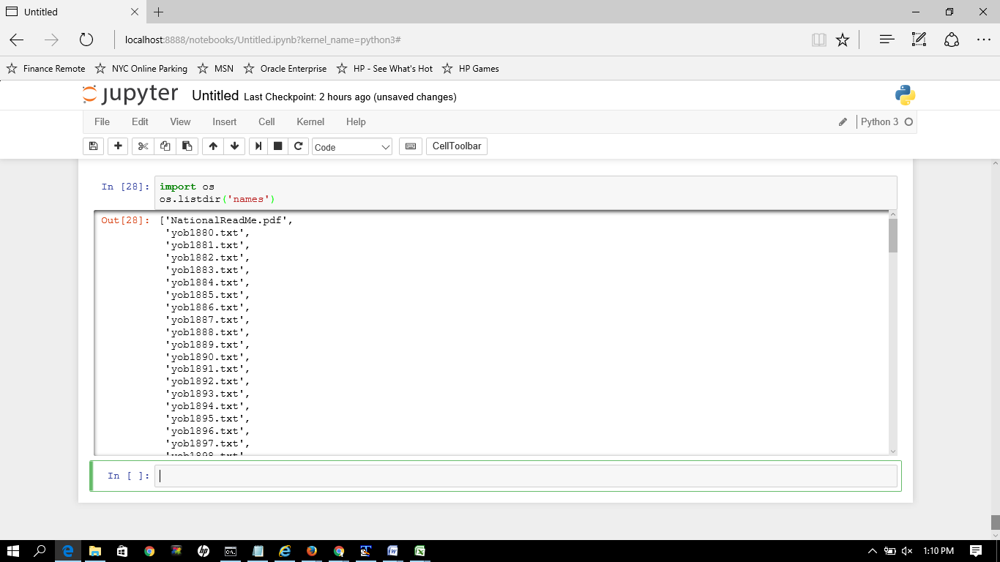 Untitled
localhost:8888/notebooks/Untitled.ipynb?kernel_name=python3#
Finance Remote NYC Online Parking MSN Oracle Enterprise HP - See What's Hot HP Games
jupyter Untitled Last Checkpoint: 2 hours ago (unsaved changes)
File Edit View Insert Cell Kernel Help Python 3
Code CellToolbar
In [28]: import os
os.listdir('names')
Out[28]: ['NationalReadMe.pdf',
'yob1880.txt',
'yob1881.txt',
'yob1882.txt',
'yob1883.txt',
'yob1884.txt',
'yob1885.txt',
'yob1886.txt',
'yob1887.txt',
'yob1888.txt',
'yob1889.txt',
'yob1890.txt',
'yob1891.txt',
'yob1892.txt',
'yob1893.txt',
'yob1894.txt',
'yob1895.txt',
'yob1896.txt',
'yob1897.txt',
'yob1898.txt',
In [ ]:
1:10 PM